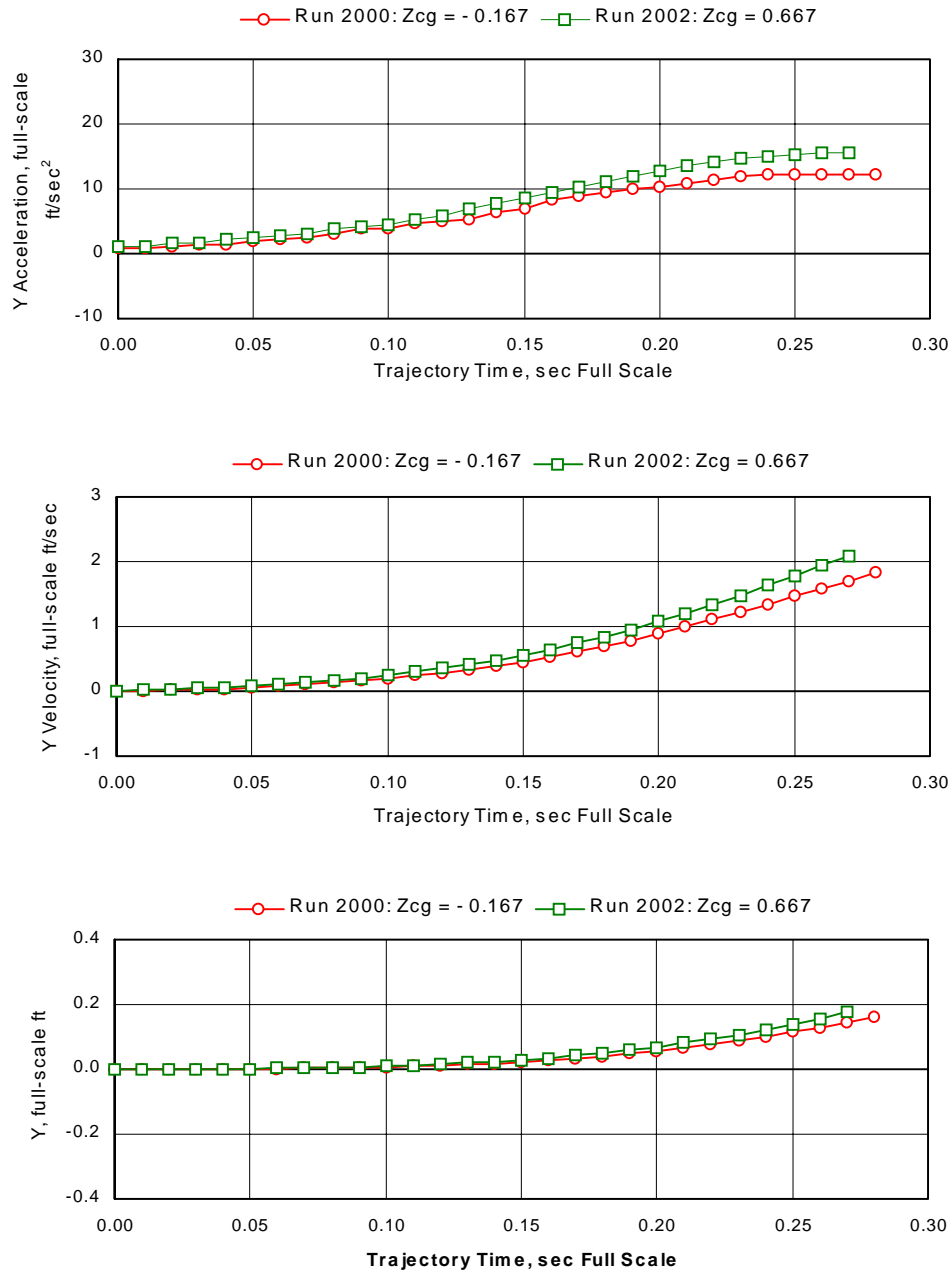 Run 2000: Zcg = - 0.167 Run 2002: Zcg = 0.667
30
20
10
0
-10
Y Acceleration, full-scale
ft/sec²
0.00 0.05 0.10 0.15 0.20 0.25 0.30
Trajectory Time, sec Full Scale
Run 2000: Zcg = - 0.167 Run 2002: Zcg = 0.667
3
2
1
0
-1
Y Velocity, full-scale ft/sec
0.00 0.05 0.10 0.15 0.20 0.25 0.30
Trajectory Time, sec Full Scale
Run 2000: Zcg = - 0.167 Run 2002: Zcg = 0.667
0.4
0.2
0.0
-0.2
-0.4
Y, full-scale ft
0.00 0.05 0.10 0.15 0.20 0.25 0.30
Trajectory Time, sec Full Scale